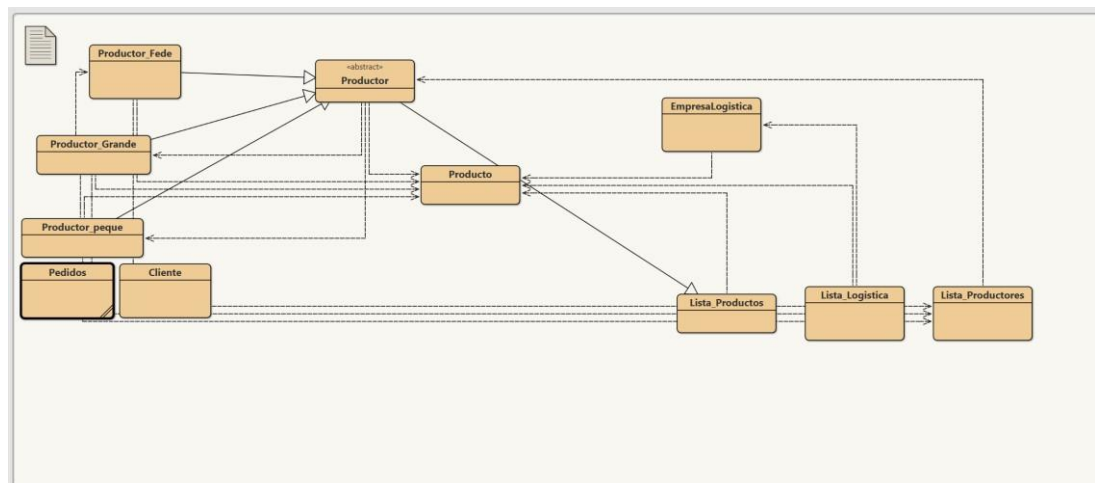 Productor_Fede
«abstract»
Productor
EmpresaLogistica
Productor_Grande
Producto
Productor_peque
Pedidos
Cliente
Lista_Productos
Lista_Logistica
Lista_Productores